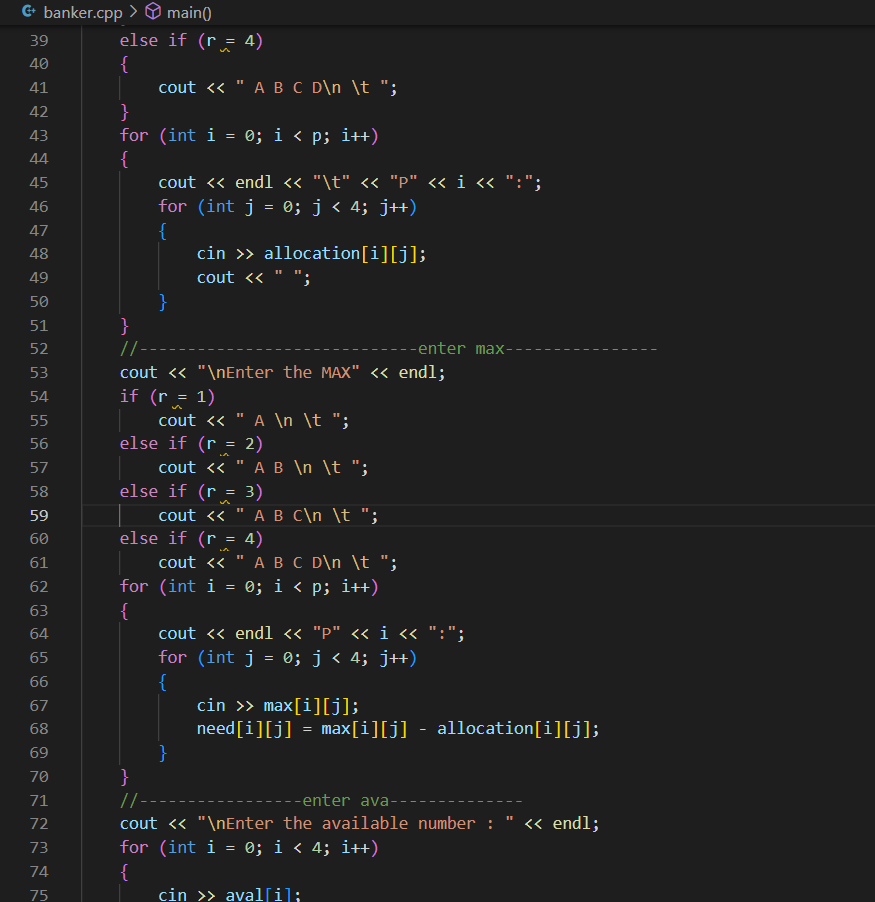 banker.cpp > main()
39 else if (r = 4)
40 {
41 cout << " A B C D\n \t ";
42 }
43 for (int i = 0; i < p; i++)
44 {
45 cout << endl << "\t" << "P" << i << ":";
46 for (int j = 0; j < 4; j++)
47 {
48 cin >> allocation[i][j];
49 cout << " ";
50 }
51 }
52 //-----------------------------enter max----------------
53 cout << "\nEnter the MAX" << endl;
54 if (r = 1)
55 cout << " A \n \t ";
56 else if (r = 2)
57 cout << " A B \n \t ";
58 else if (r = 3)
59 cout << " A B C\n \t ";
60 else if (r = 4)
61 cout << " A B C D\n \t ";
62 for (int i = 0; i < p; i++)
63 {
64 cout << endl << "P" << i << ":";
65 for (int j = 0; j < 4; j++)
66 {
67 cin >> max[i][j];
68 need[i][j] = max[i][j] - allocation[i][j];
69 }
70 }
71 //-----------------enter ava--------------
72 cout << "\nEnter the available number : " << endl;
73 for (int i = 0; i < 4; i++)
74 {
75 cin >> aval[i];